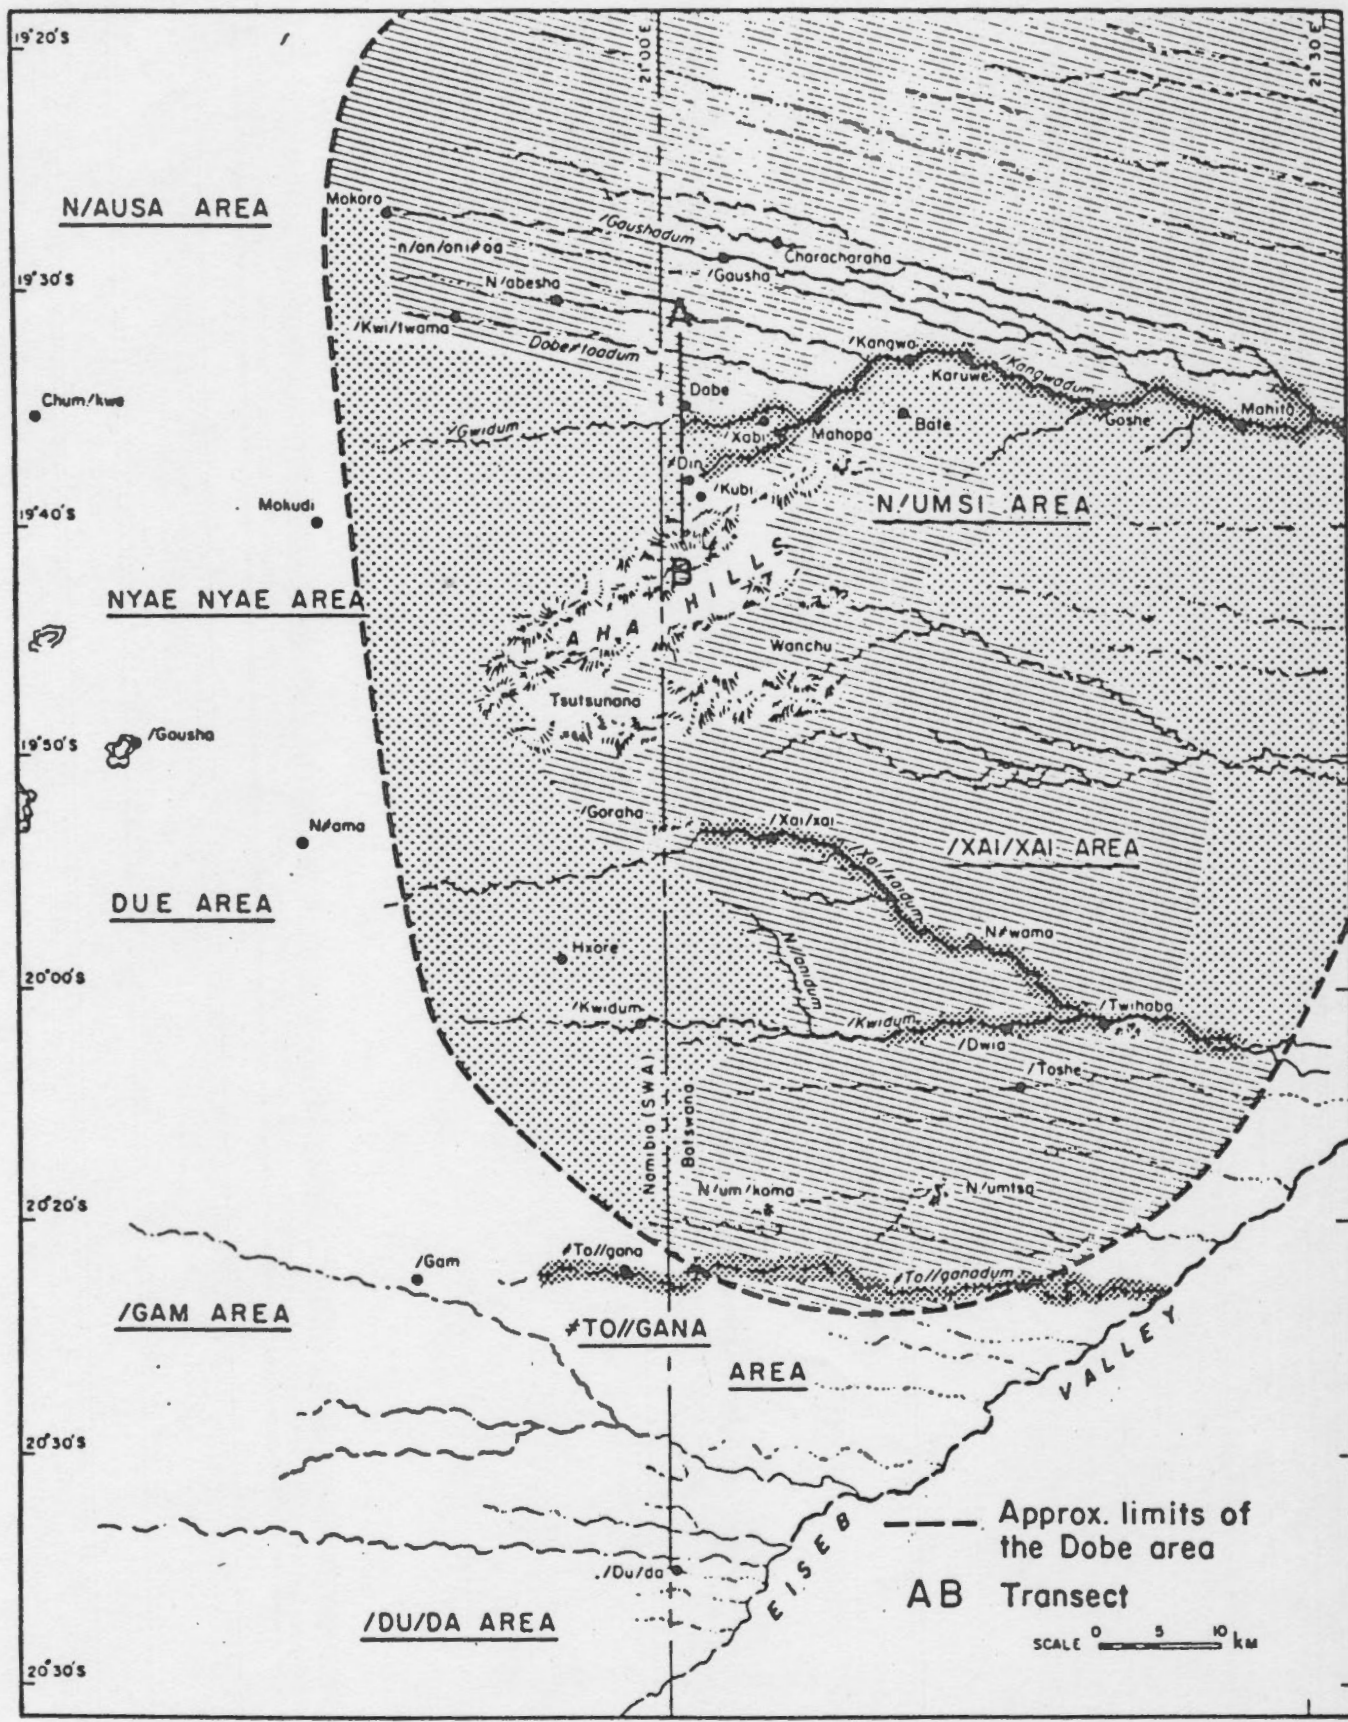 19°20'S
21°00'E
21°30'E
N/AUSA AREA
Mokoro
/Gaushadum
n/on/oni≠aa
Characharaha
/Gausha
19°30'S
N/abesha
A
/Kwi/twama
Dobe≠toadum
/Kangwa
/Kangwadum
Karuwe
Chum/kwe
Dobe
Bate
Goshe
Mahito
/Gwidum
/Xabi
Mahopa
≠Din
/Kubi
N/UMSI AREA
Mokudi
19°40'S
B
NYAE NYAE AREA
AHA HILLS
Wanchu
Tsutsunana
/Gausha
19°50'S
/Goraha
/Xai/xai
N≠ama
/XAI/XAI AREA
/Xai/xaidum
DUE AREA
N≠wama
Hxore
N//anidum
20°00'S
/Kwidum
/Kwidum
/Twihaba
/Dwia
/Toshe
Namibia (SWA)
Botswana
N/um/koma
N/umtsa
20°20'S
≠To//gana
/Gam
≠To//ganadum
/GAM AREA
≠TO//GANA
AREA
EISEB VALLEY
20°30'S
Approx. limits of
the Dobe area
/Du/da
AB Transect
/DU/DA AREA
SCALE 0 5 10 KM
20°30'S